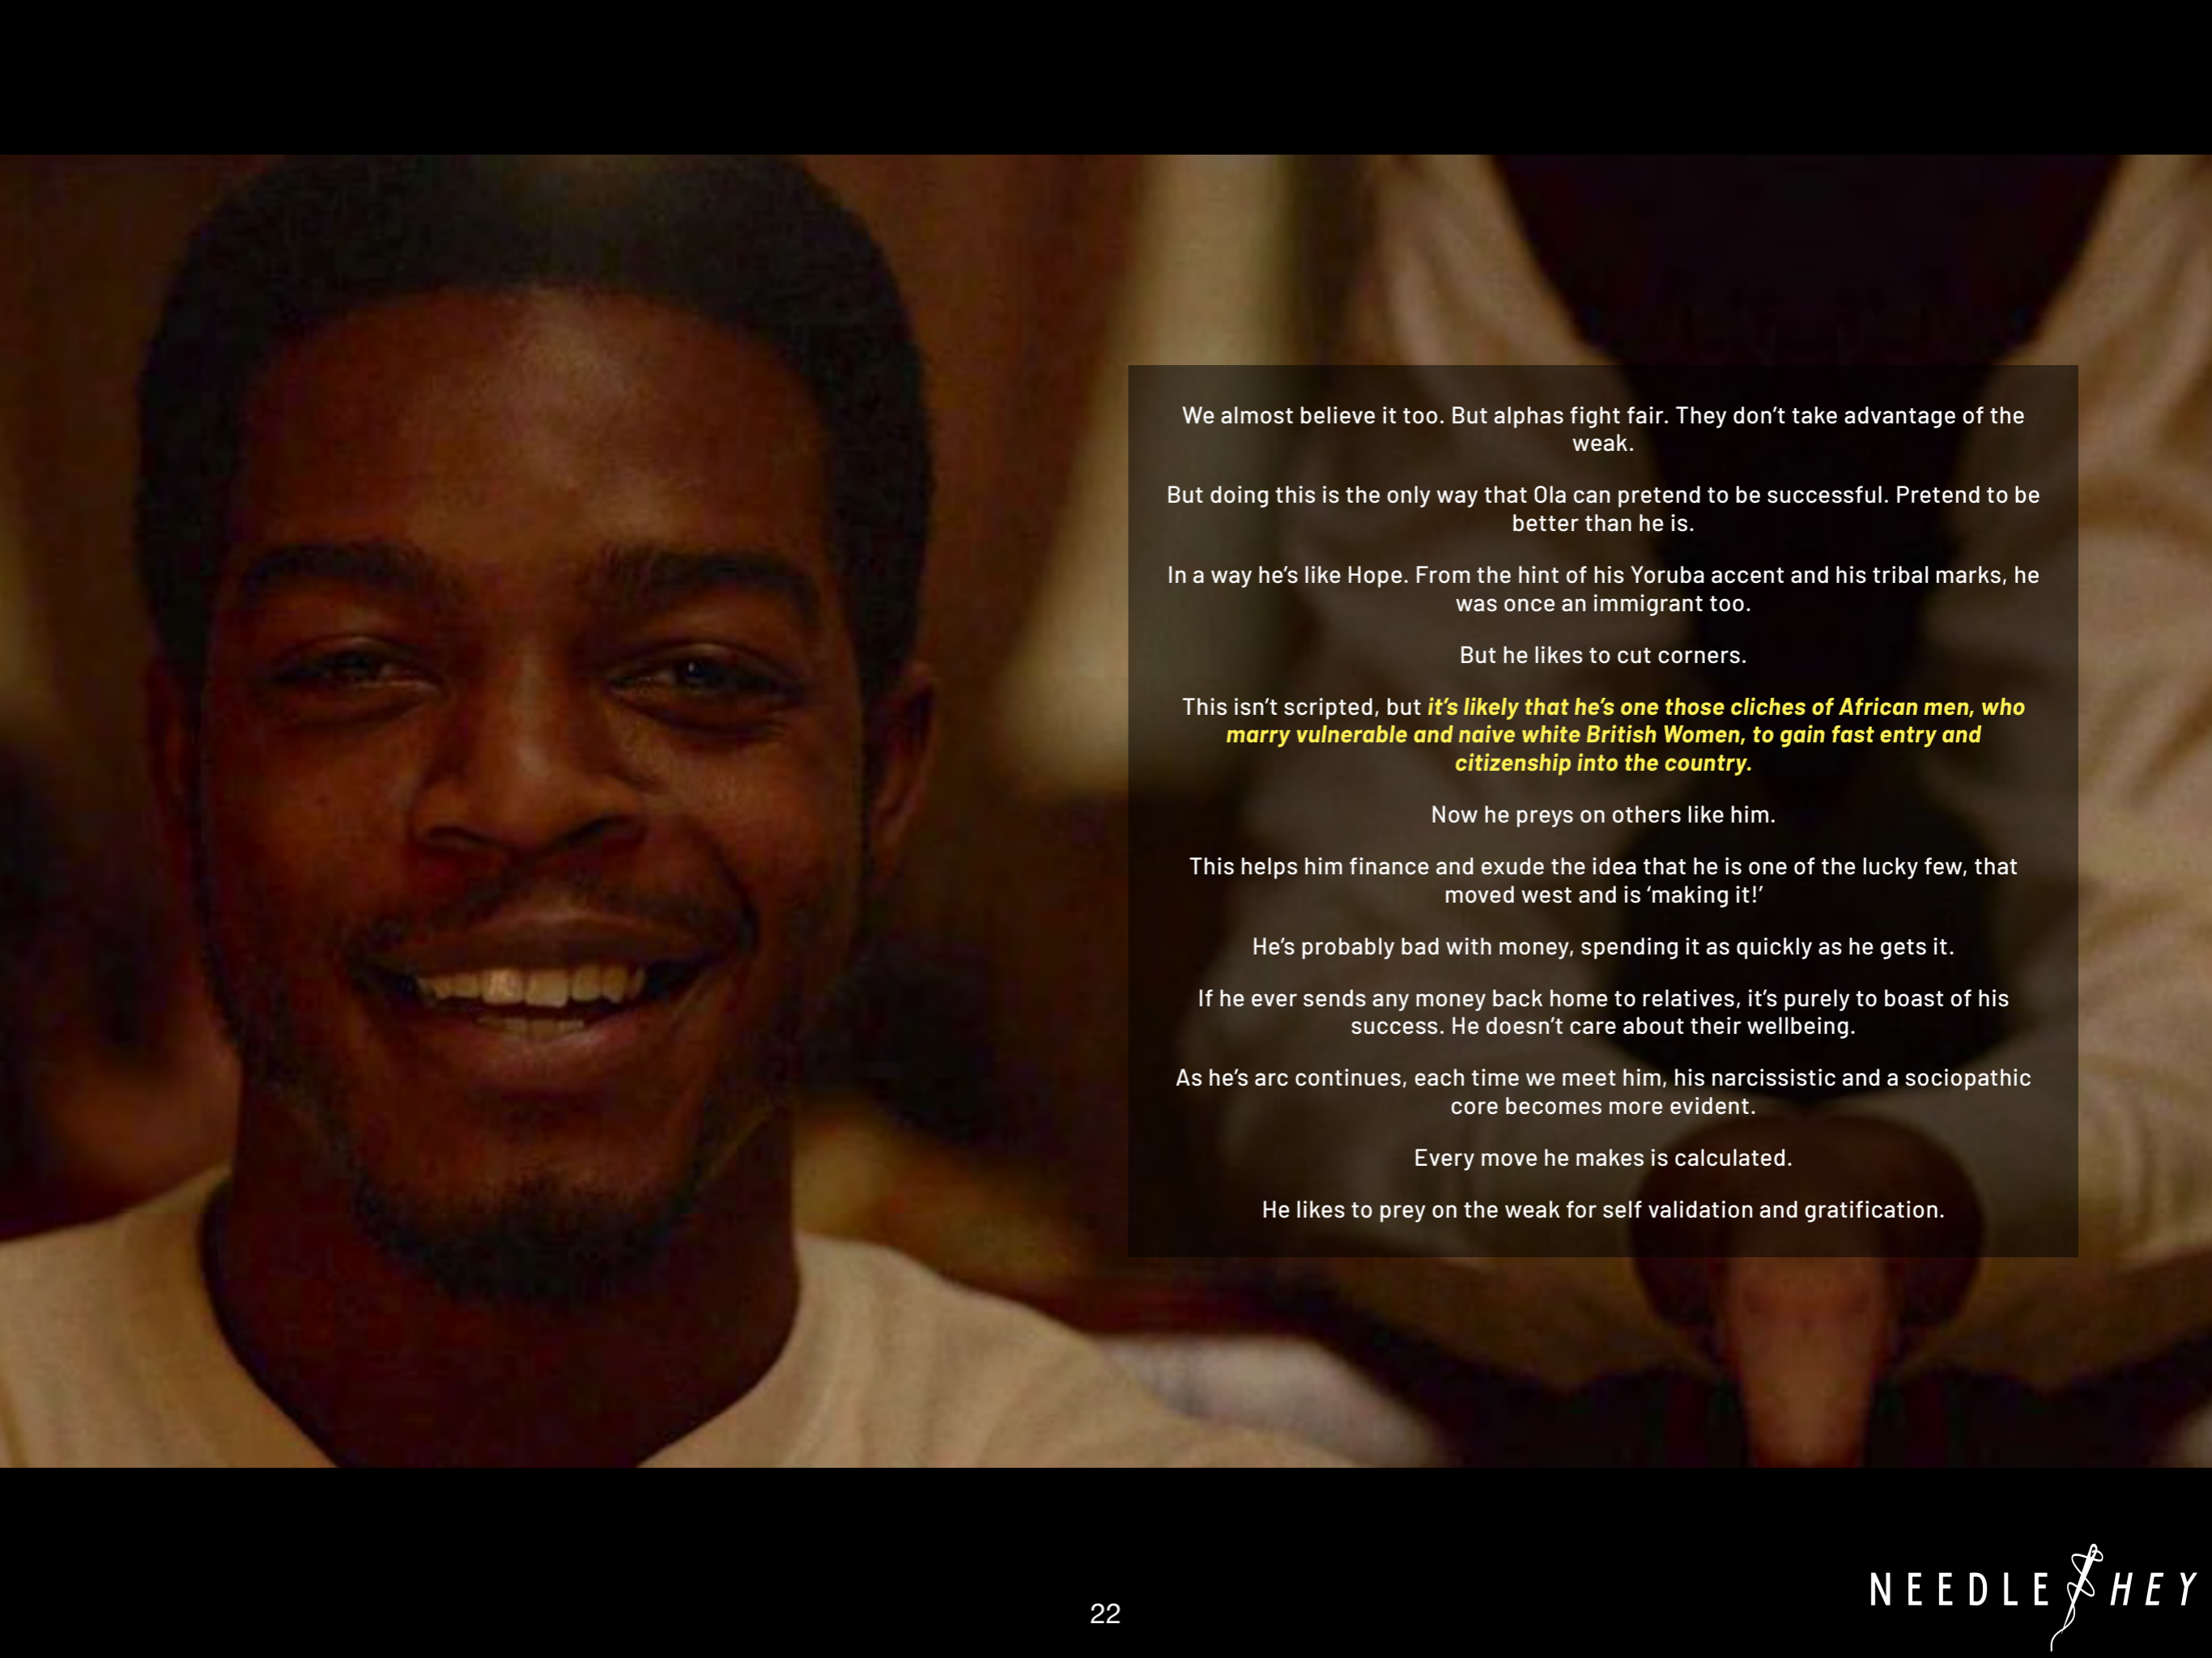 We almost believe it too. But alphas fight fair. They don’t take advantage of the
weak.
But doing this is the only way that Ola can pretend to be successful. Pretend to be
better than he is.
In a way he’s like Hope. From the hint of his Yoruba accent and his tribal marks, he
was once an immigrant too.
But he likes to cut corners.
This isn’t scripted, but it’s likely that he’s one those cliches of African men, who
marry vulnerable and naive white British Women, to gain fast entry and
citizenship into the country.
Now he preys on others like him.
This helps him finance and exude the idea that he is one of the lucky few, that
moved west and is ‘making it!’
He’s probably bad with money, spending it as quickly as he gets it.
If he ever sends any money back home to relatives, it’s purely to boast of his
success. He doesn’t care about their wellbeing.
As he’s arc continues, each time we meet him, his narcissistic and a sociopathic
core becomes more evident.
Every move he makes is calculated.
He likes to prey on the weak for self validation and gratification.
22
NEEDLE HEY